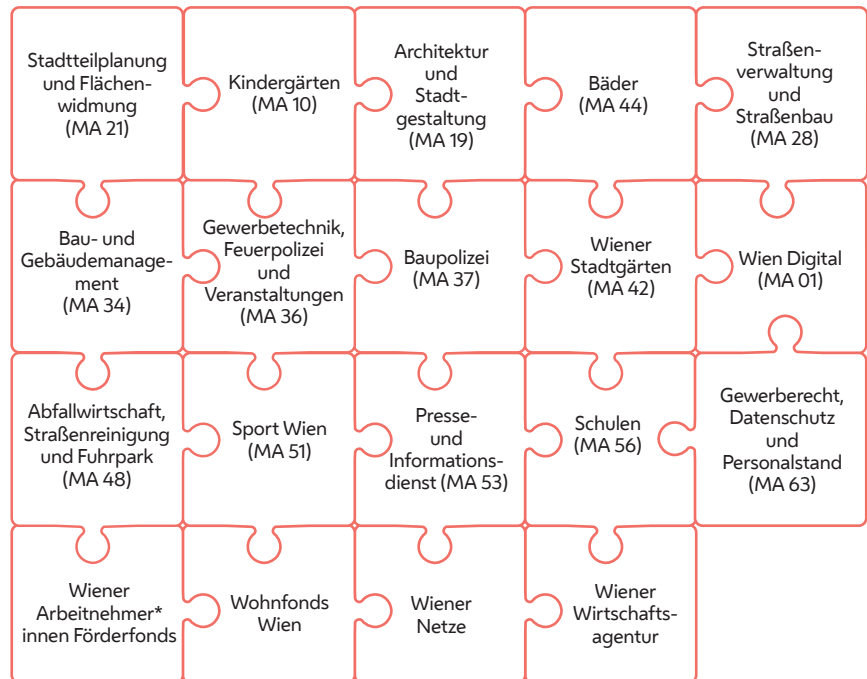 Stadtteilplanung
und Flächen-
widmung
(MA 21)
Kindergärten
(MA 10)
Architektur
und
Stadt-
gestaltung
(MA 19)
Bäder
(MA 44)
Straßen-
verwaltung
und
Straßenbau
(MA 28)
Bau- und
Gebäudemanage-
ment
(MA 34)
Gewerbetechnik,
Feuerpolizei
und
Veranstaltungen
(MA 36)
Baupolizei
(MA 37)
Wiener
Stadtgärten
(MA 42)
Wien Digital
(MA 01)
Abfallwirtschaft,
Straßenreinigung
und Fuhrpark
(MA 48)
Sport Wien
(MA 51)
Presse-
und
Informations-
dienst (MA 53)
Schulen
(MA 56)
Gewerberecht,
Datenschutz
und
Personalstand
(MA 63)
Wiener
Arbeitnehmer*
innen Förderfonds
Wohnfonds
Wien
Wiener
Netze
Wiener
Wirtschafts-
agentur